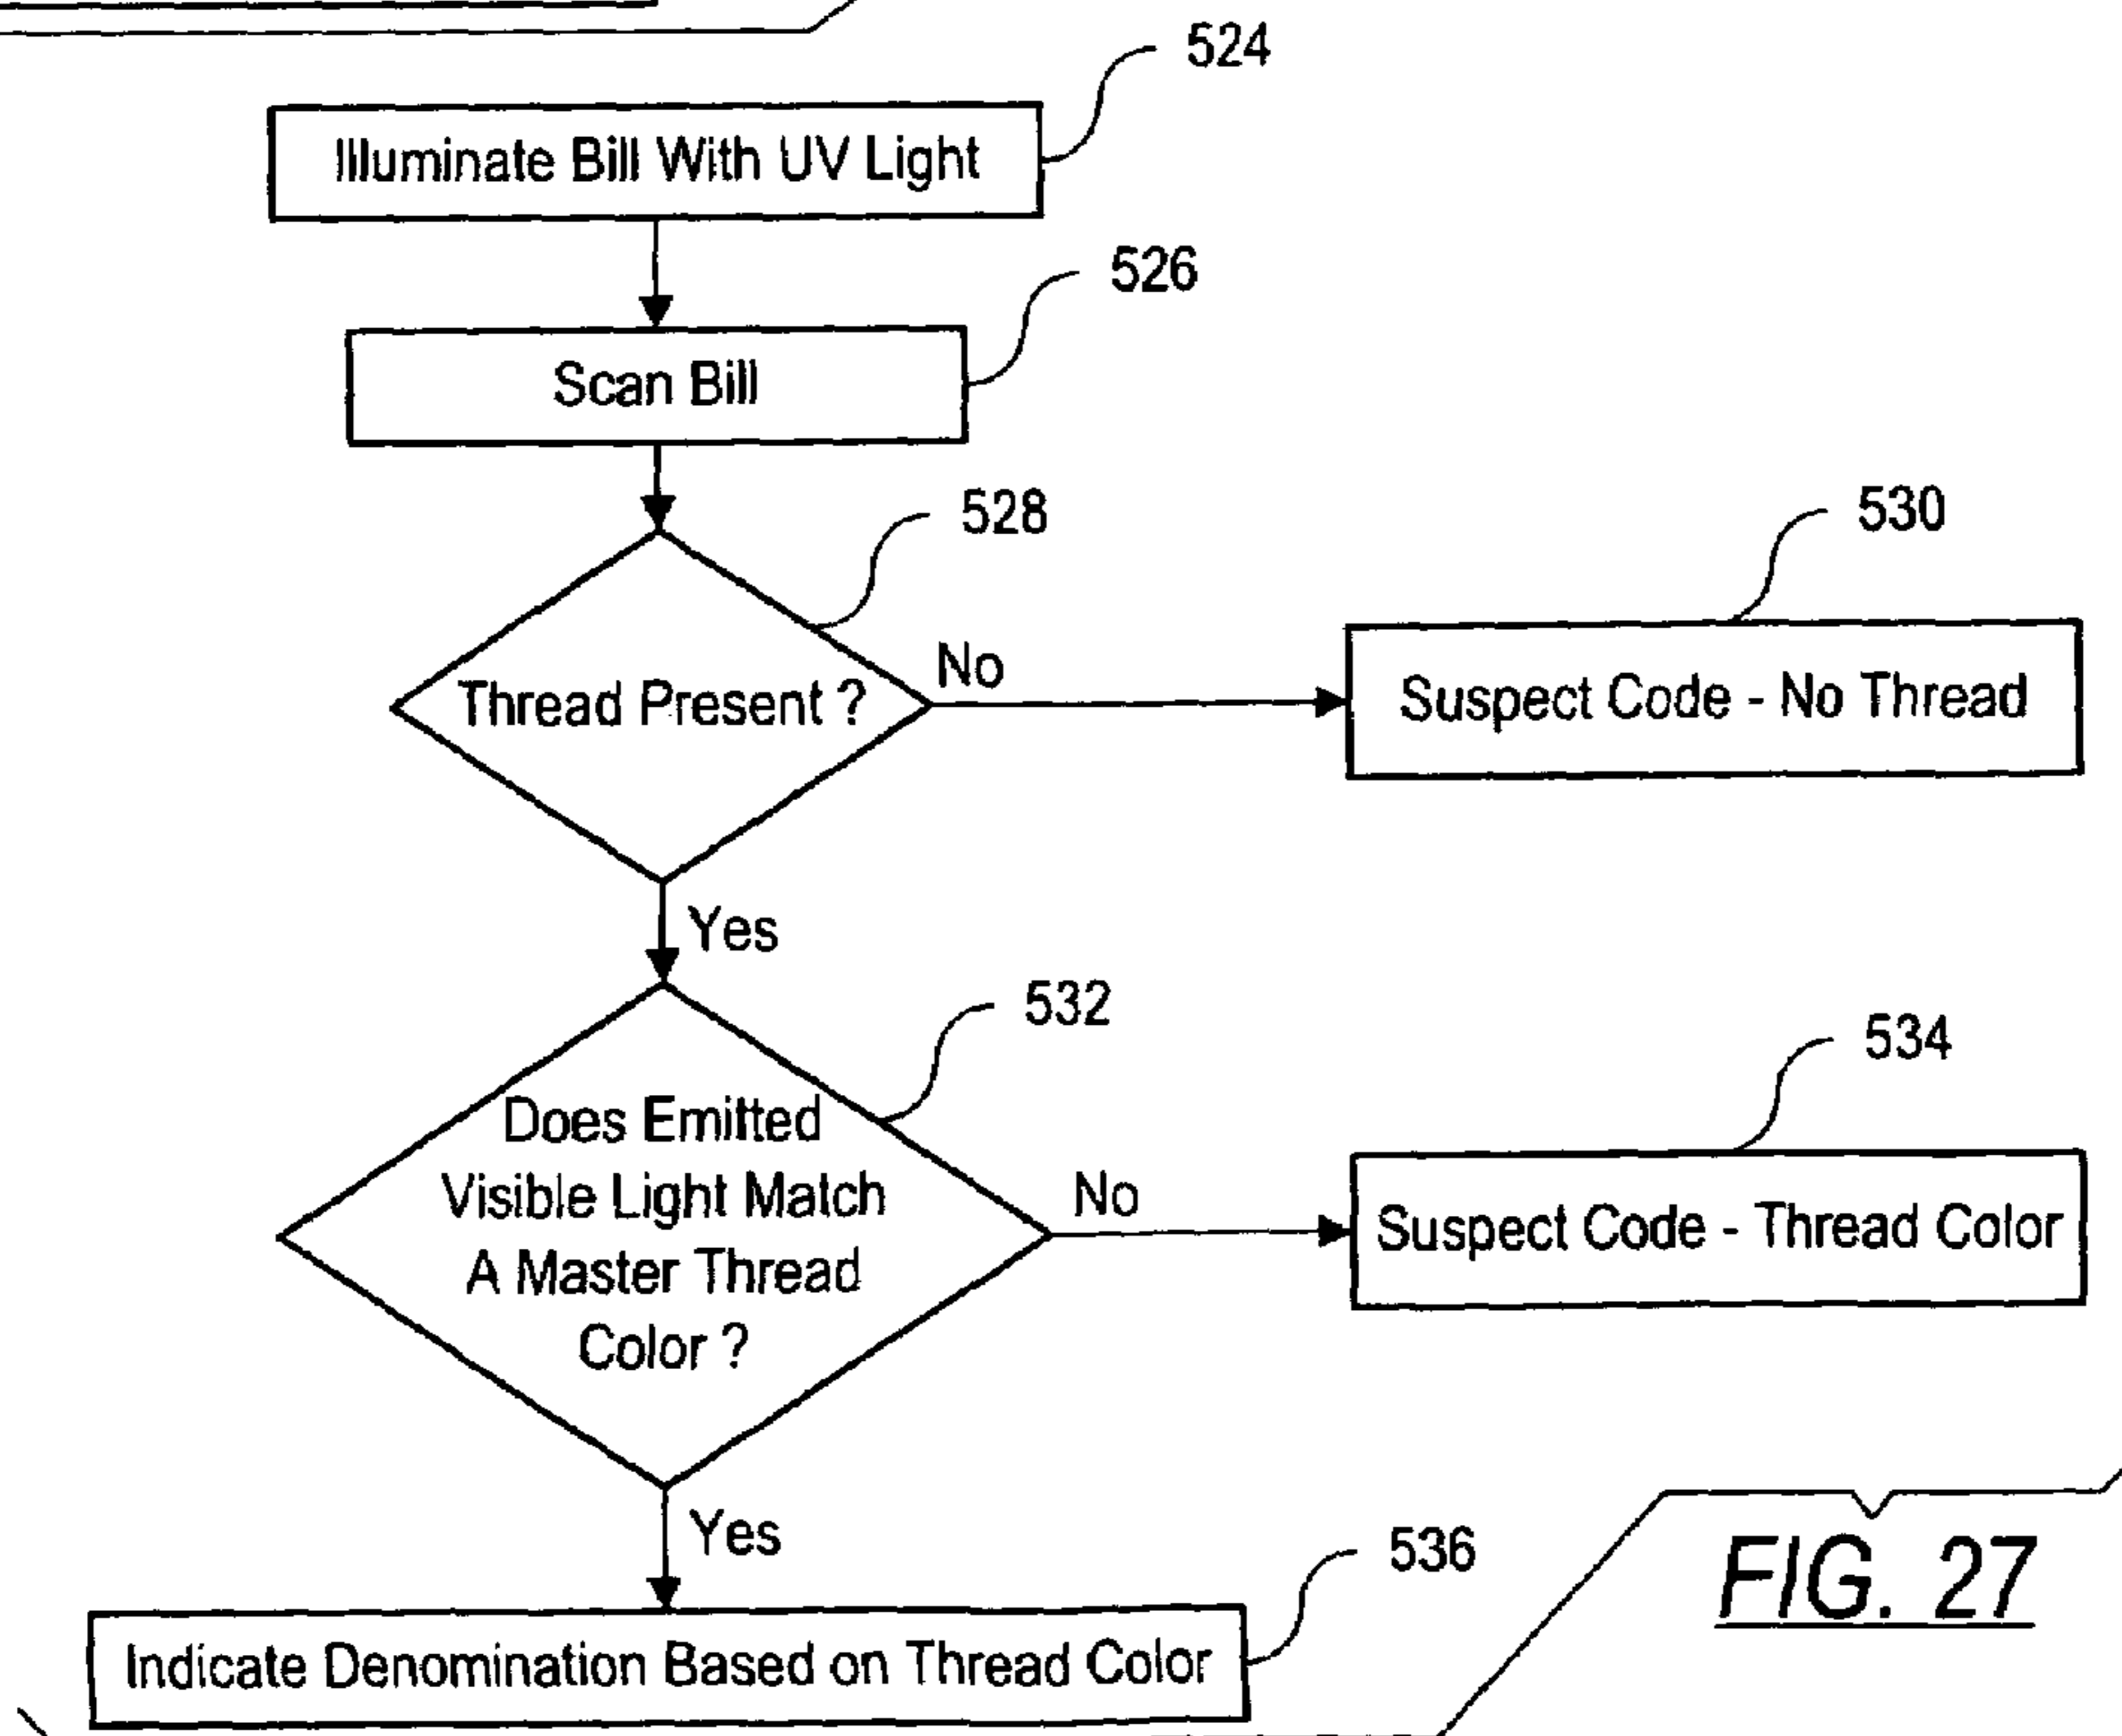 524
Illuminate Bill With UV Light
526
Scan Bill
528
530
Thread Present ?
No
Suspect Code - No Thread
Yes
532
534
Does Emitted
Visible Light Match
A Master Thread
Color ?
No
Suspect Code - Thread Color
Yes
536
Indicate Denomination Based on Thread Color
FIG. 27